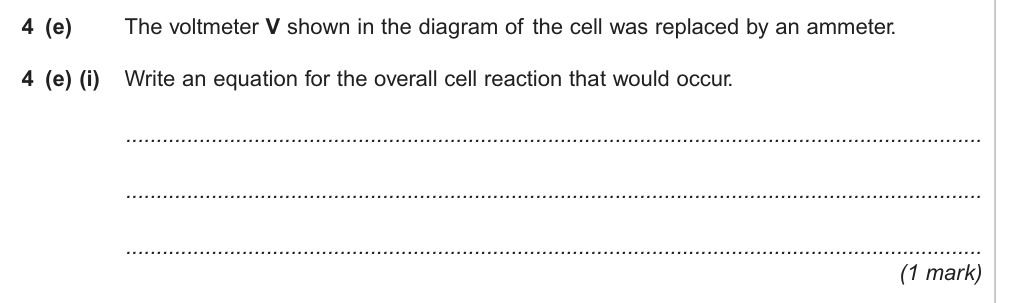 4 (e) The voltmeter V shown in the diagram of the cell was replaced by an ammeter.
4 (e) (i) Write an equation for the overall cell reaction that would occur.
(1 mark)